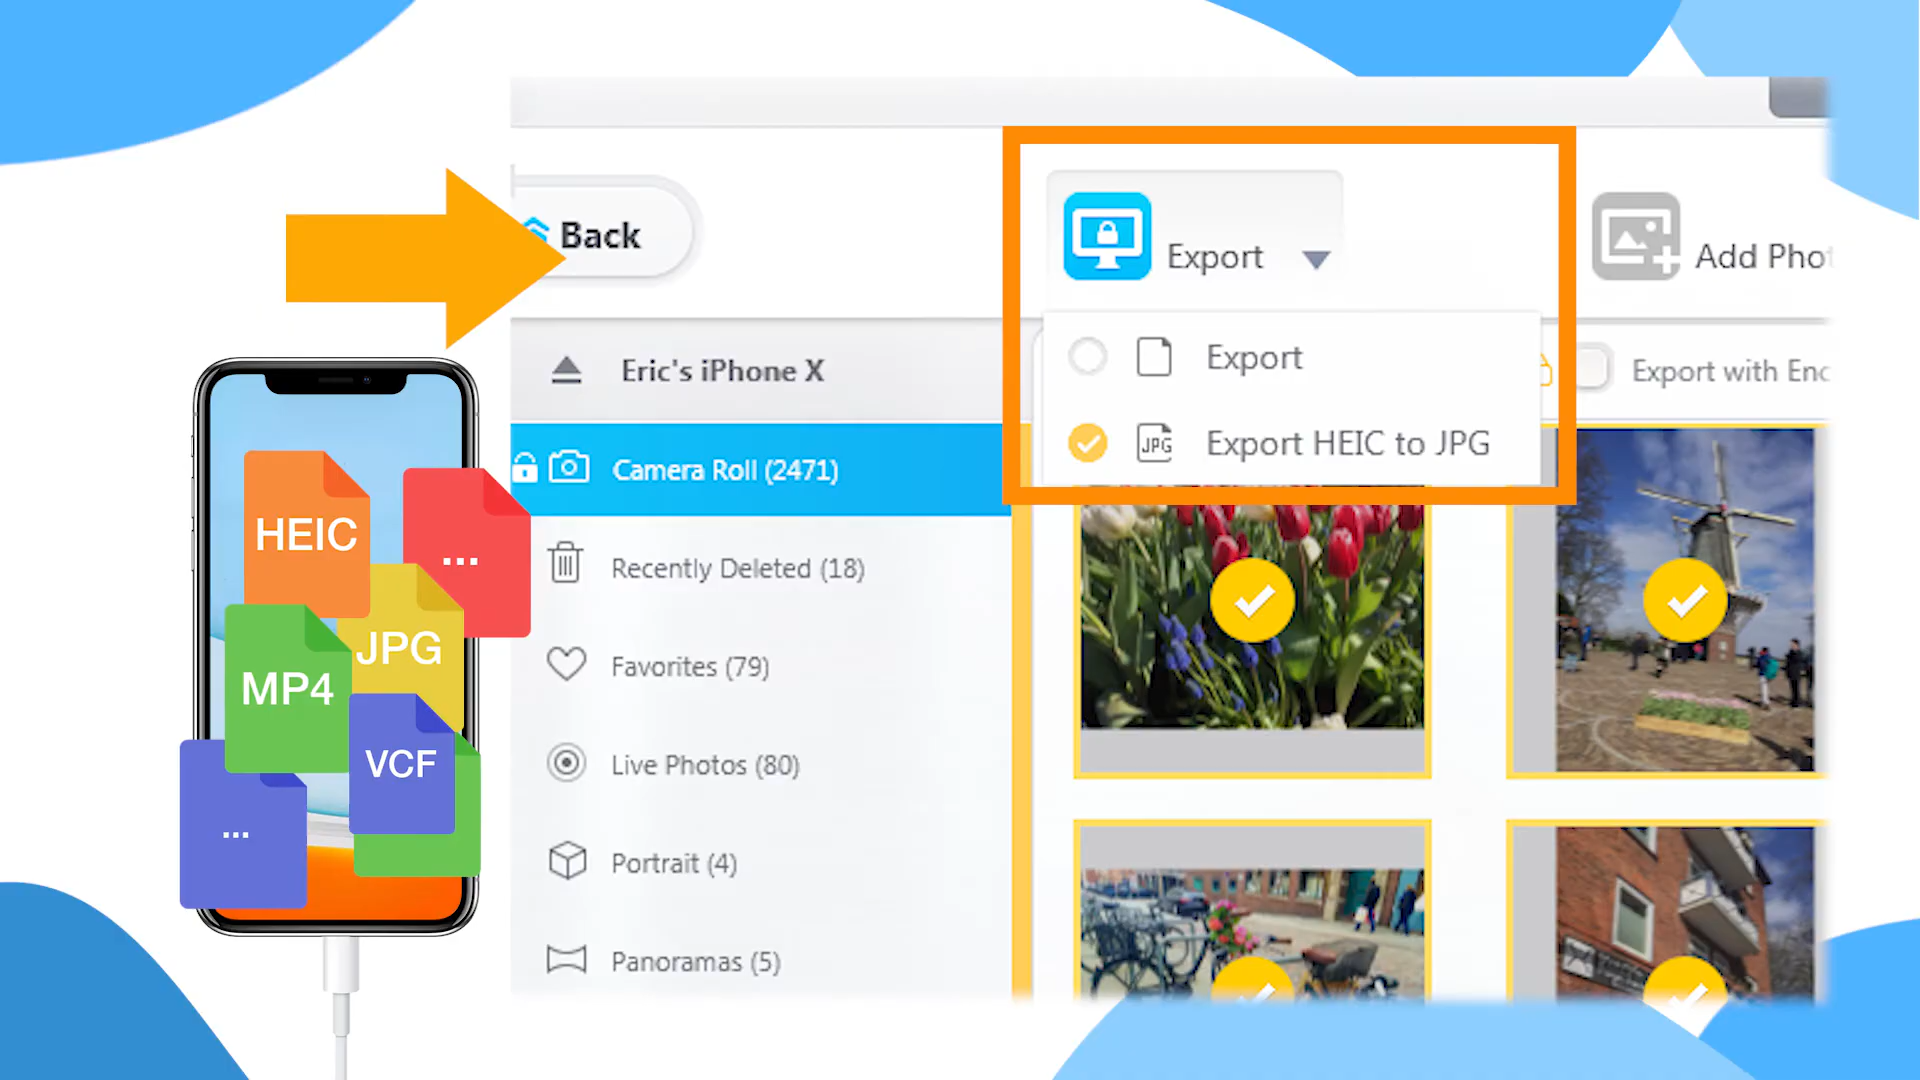 Back
Export
Add Phot
Eric's iPhone X
Export
Export with Enc
Export HEIC to JPG
JPG
Camera Roll (2471)
Recently Deleted (18)
Favorites (79)
Live Photos (80)
Portrait (4)
Panoramas (5)
HEIC
...
JPG
MP4
VCF
...